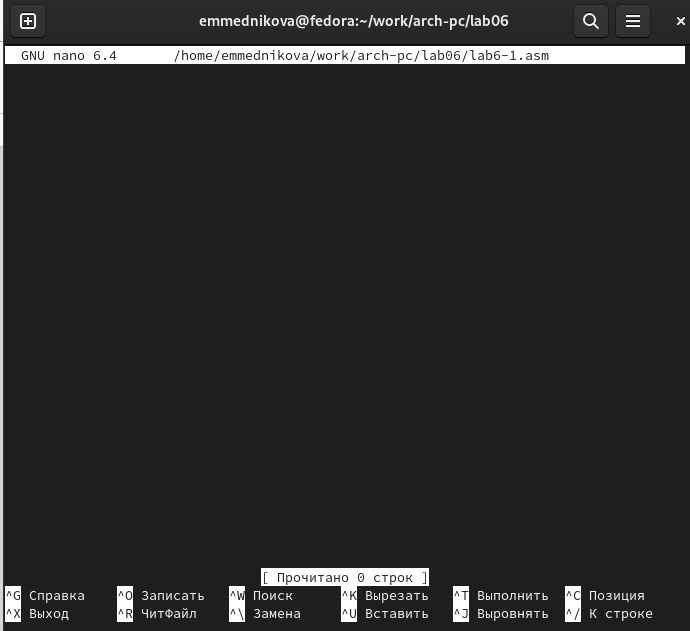 emmednikova@fedora:~/work/arch-pc/lab06
GNU nano 6.4 /home/emmednikova/work/arch-pc/lab06/lab6-1.asm
[ Прочитано 0 строк ]
^G Справка ^O Записать ^W Поиск ^K Вырезать ^T Выполнить ^C Позиция
^X Выход ^R ЧитФайл ^\ Замена ^U Вставить ^J Выровнять ^/ К строке